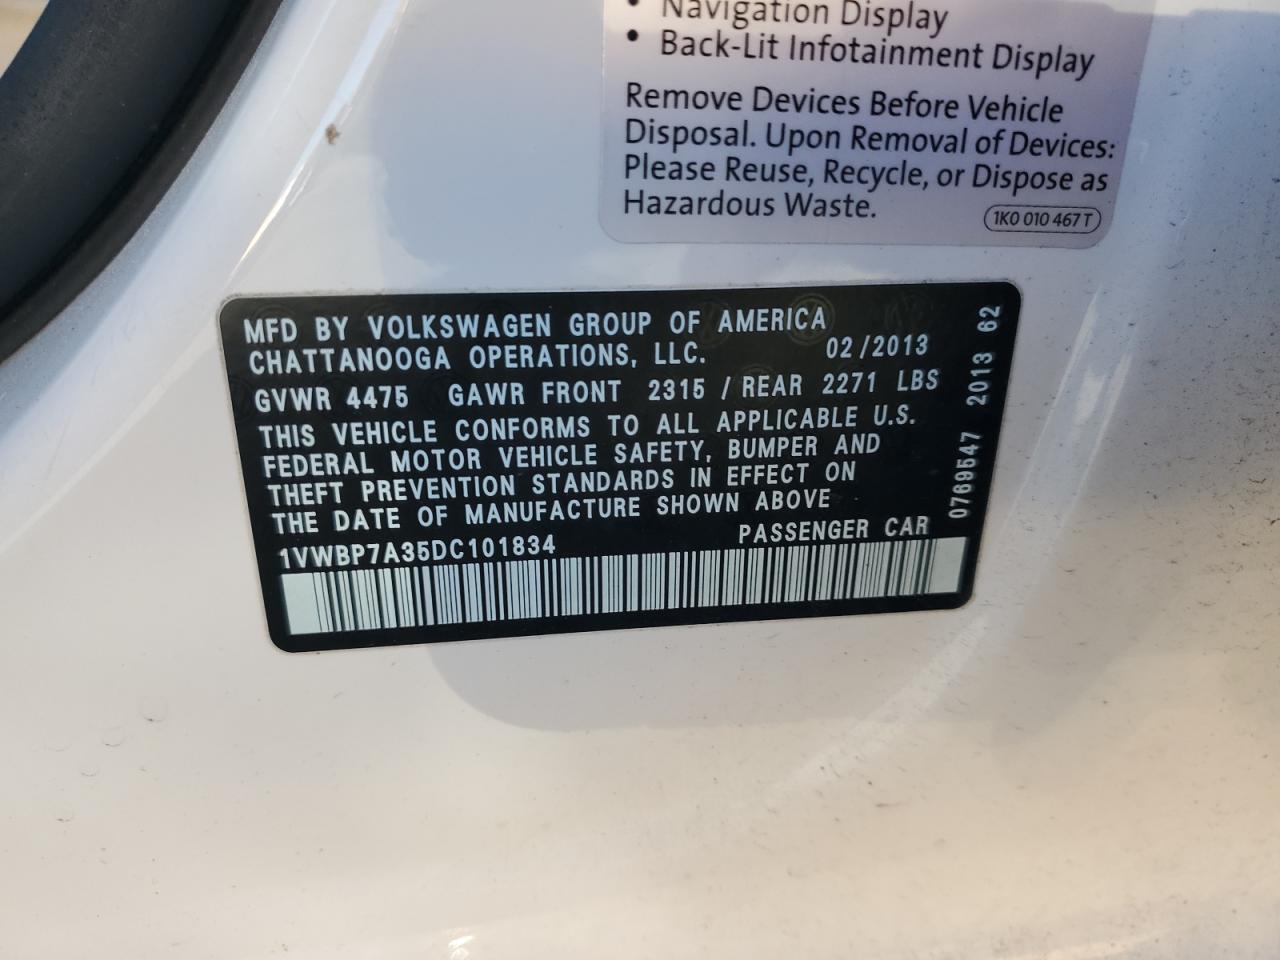 • Navigation Display
• Back-Lit Infotainment Display
Remove Devices Before Vehicle
Disposal. Upon Removal of Devices:
Please Reuse, Recycle, or Dispose as
Hazardous Waste.
1K0 010 467 T
MFD BY VOLKSWAGEN GROUP OF AMERICA
CHATTANOOGA OPERATIONS, LLC. 02/2013
GVWR 4475 GAWR FRONT 2315 / REAR 2271 LBS
THIS VEHICLE CONFORMS TO ALL APPLICABLE U.S.
FEDERAL MOTOR VEHICLE SAFETY, BUMPER AND
THEFT PREVENTION STANDARDS IN EFFECT ON
THE DATE OF MANUFACTURE SHOWN ABOVE
1VWBP7A35DC101834 PASSENGER CAR
0769547 2013 62